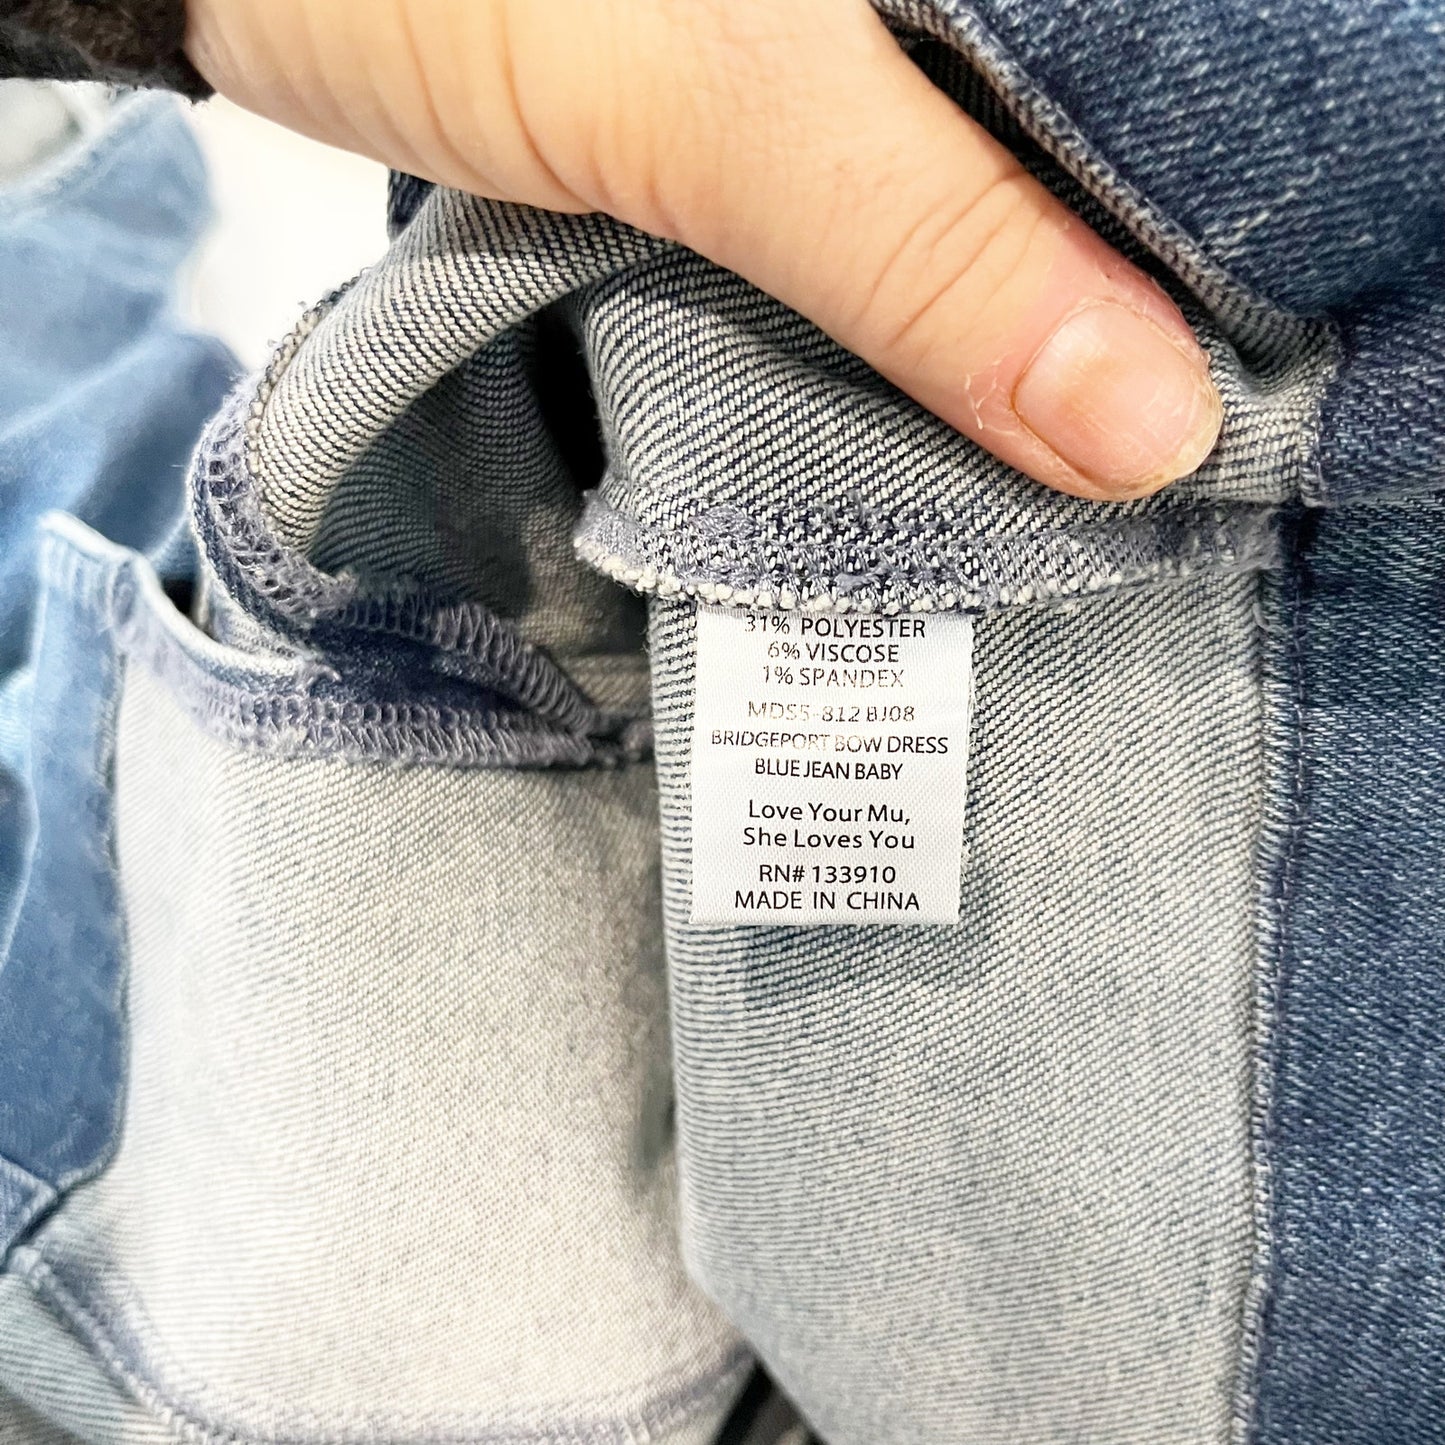 31% POLYESTER
6% VISCOSE
1% SPANDEX
MDS5-812 BJ08
BRIDGEPORT BOW DRESS
BLUE JEAN BABY
Love Your Mu,
She Loves You
RN# 133910
MADE IN CHINA